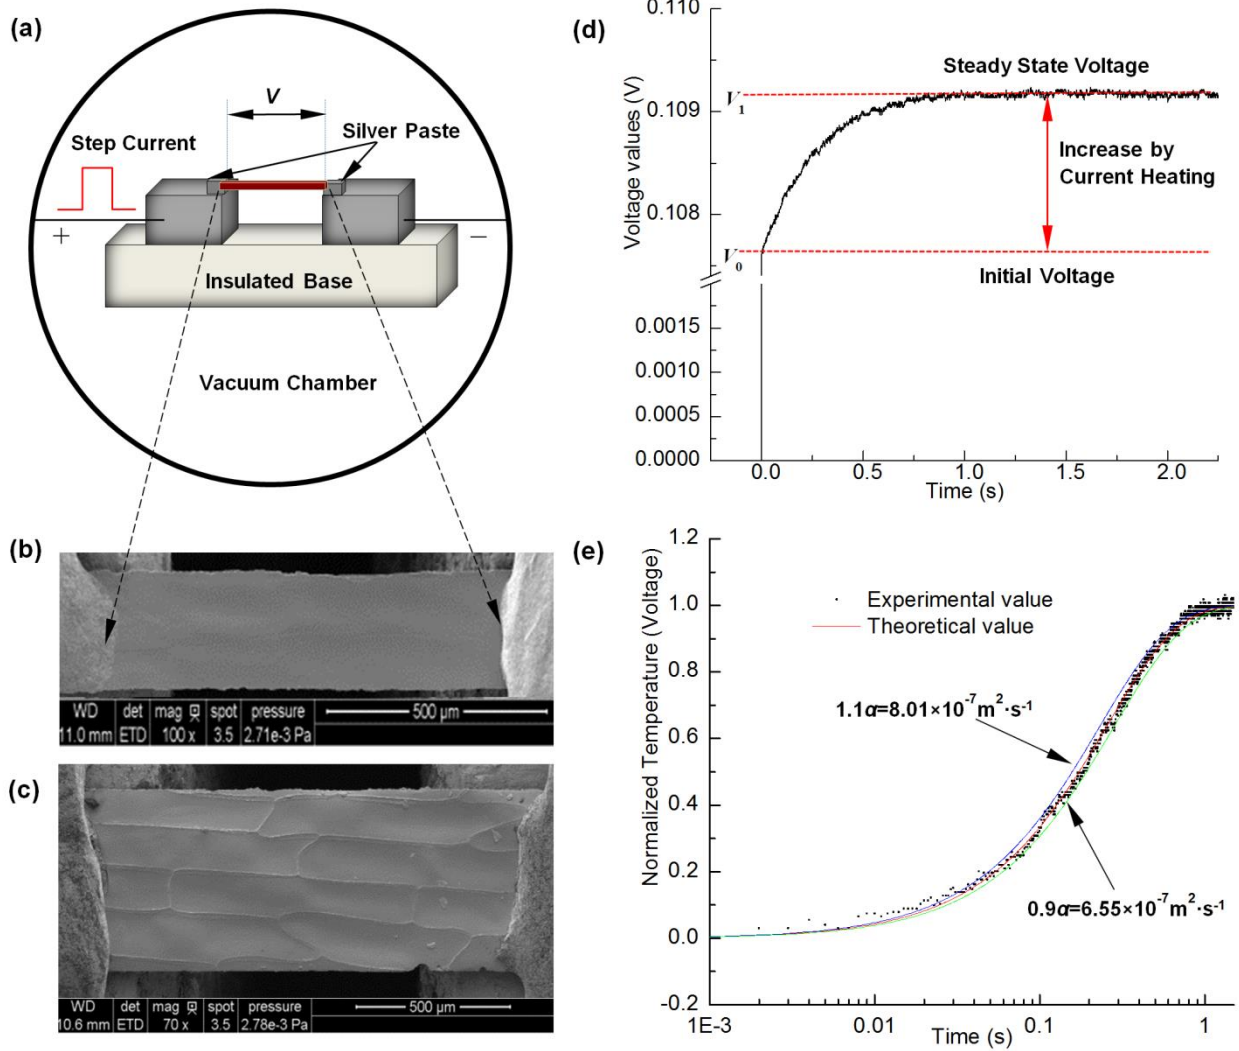 (a)
V
Step Current
Silver Paste
+
−
Insulated Base
Vacuum Chamber
(b)
WD det mag spot pressure
11.0 mm ETD 100 x 3.5 2.71e-3 Pa
500 µm
(c)
WD det mag spot pressure
10.6 mm ETD 70 x 3.5 2.78e-3 Pa
500 µm
(d)
0.110
0.109
0.108
0.0015
0.0010
0.0005
0.0000
Voltage values (V)
V1
V0
Steady State Voltage
Increase by
Current Heating
Initial Voltage
0.0 0.5 1.0 1.5 2.0
Time (s)
(e)
1.2
1.0
0.8
0.6
0.4
0.2
0.0
-0.2
Normalized Temperature (Voltage)
Experimental value
Theoretical value
1.1α=8.01×10⁻⁷m²·s⁻¹
0.9α=6.55×10⁻⁷m²·s⁻¹
1E-3 0.01 0.1 1
Time (s)